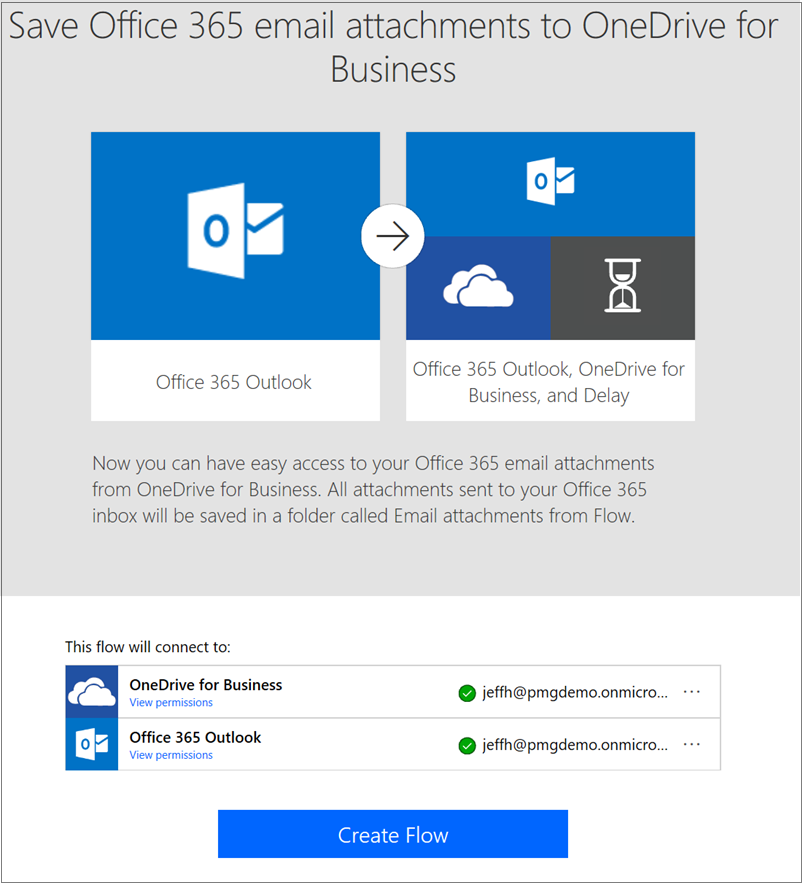 Save Office 365 email attachments to OneDrive for
Business
Office 365 Outlook
Office 365 Outlook, OneDrive for
Business, and Delay
Now you can have easy access to your Office 365 email attachments
from OneDrive for Business. All attachments sent to your Office 365
inbox will be saved in a folder called Email attachments from Flow.
This flow will connect to:
OneDrive for Business
View permissions
jeffh@pmgdemo.onmicro... ...
Office 365 Outlook
View permissions
jeffh@pmgdemo.onmicro... ...
Create Flow